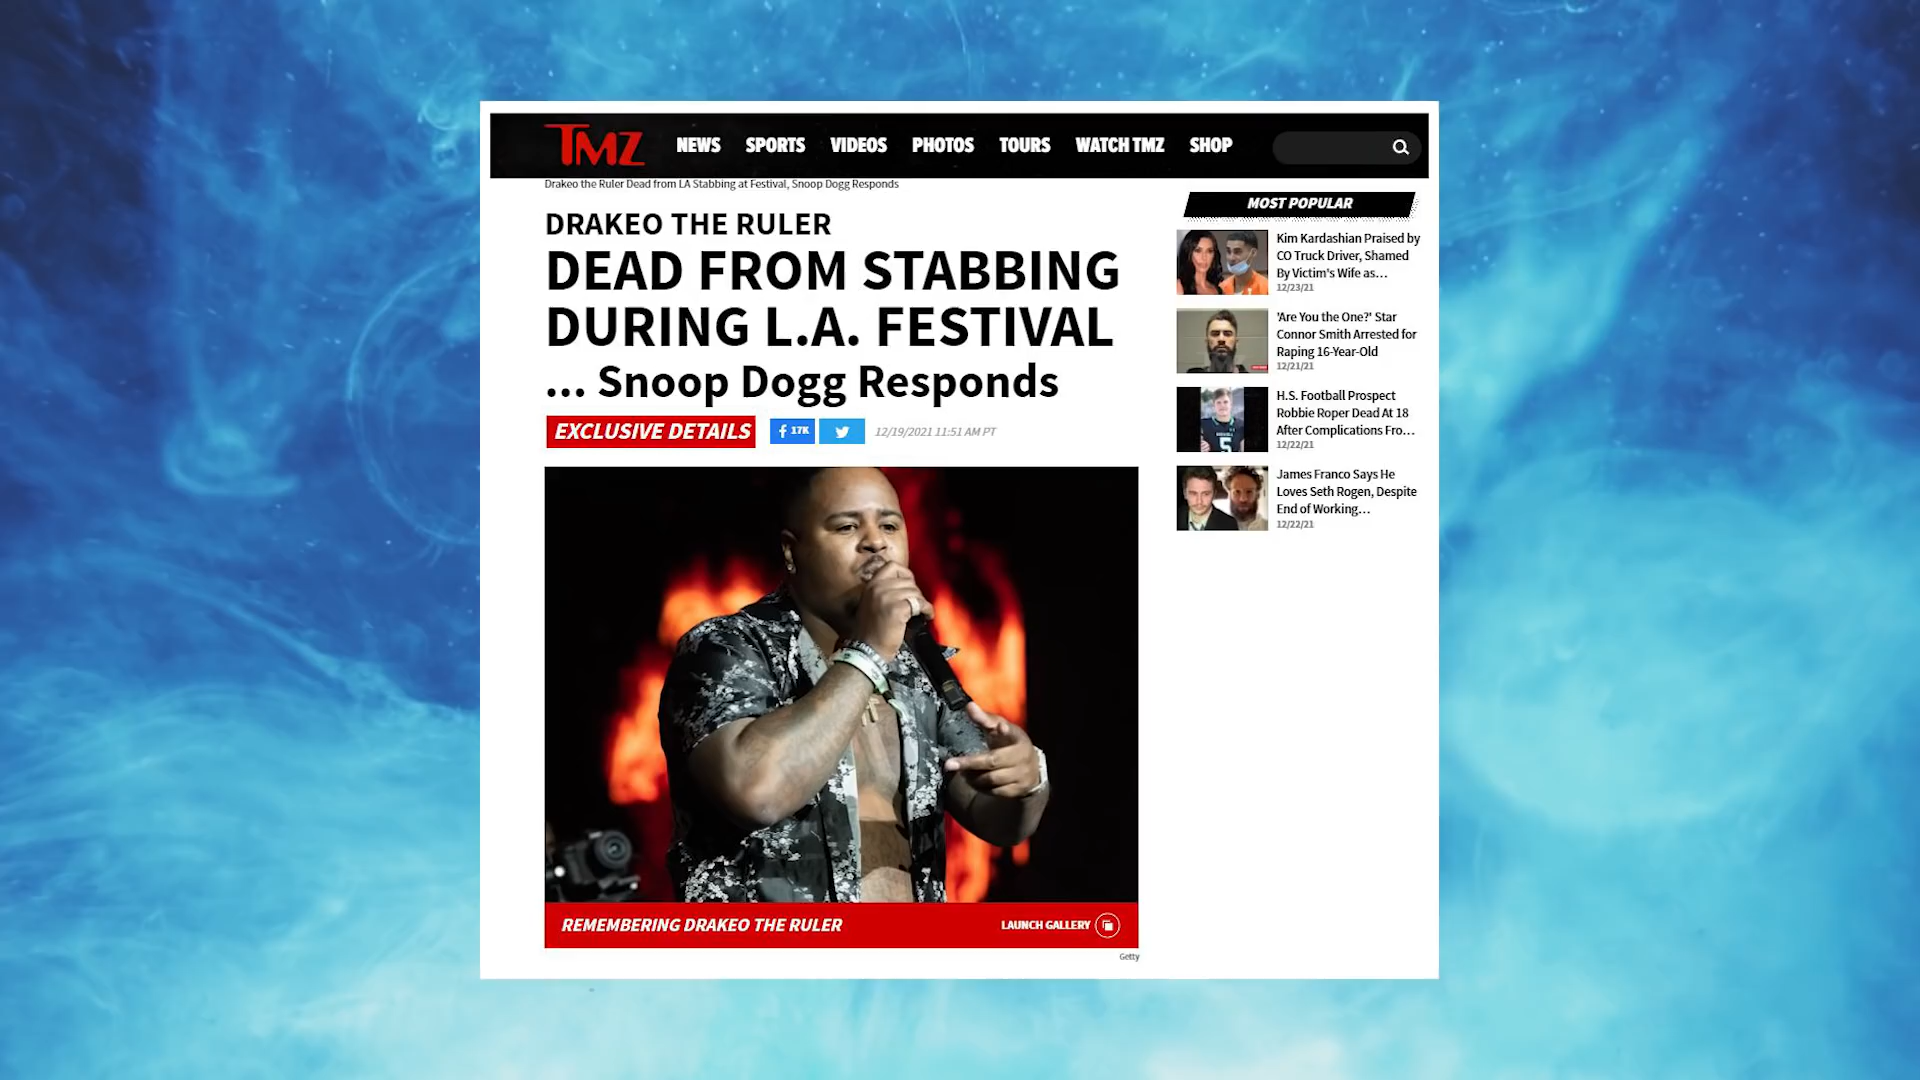 TMZ NEWS SPORTS VIDEOS PHOTOS TOURS WATCH TMZ SHOP
Drakeo the Ruler Dead from LA Stabbing at Festival, Snoop Dogg Responds
DRAKEO THE RULER
DEAD FROM STABBING
DURING L.A. FESTIVAL
... Snoop Dogg Responds
EXCLUSIVE DETAILS 17K 12/19/2021 11:51 AM PT
REMEMBERING DRAKEO THE RULER LAUNCH GALLERY
Getty
MOST POPULAR
Kim Kardashian Praised by
CO Truck Driver, Shamed
By Victim's Wife as...
12/23/21
'Are You the One?' Star
Connor Smith Arrested for
Raping 16-Year-Old
12/21/21
H.S. Football Prospect
Robbie Roper Dead At 18
After Complications Fro...
12/22/21
James Franco Says He
Loves Seth Rogen, Despite
End of Working...
12/22/21